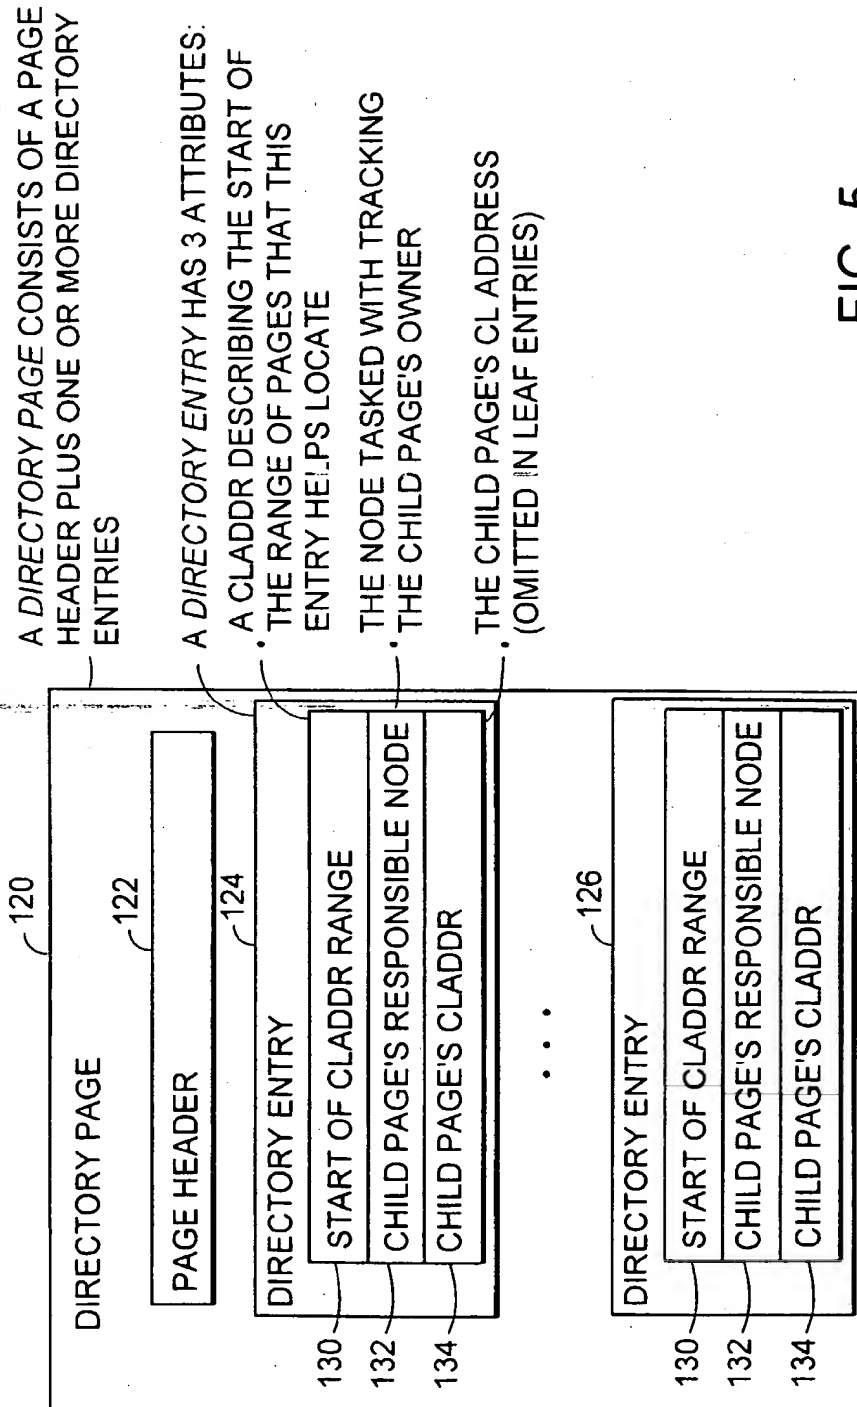 120
DIRECTORY PAGE
122
PAGE HEADER
124
DIRECTORY ENTRY
130
START OF CLADDR RANGE
132
CHILD PAGE'S RESPONSIBLE NODE
134
CHILD PAGE'S CLADDR
• • •
126
DIRECTORY ENTRY
130
START OF CLADDR RANGE
132
CHILD PAGE'S RESPONSIBLE NODE
134
CHILD PAGE'S CLADDR
A DIRECTORY PAGE CONSISTS OF A PAGE
HEADER PLUS ONE OR MORE DIRECTORY
ENTRIES
A DIRECTORY ENTRY HAS 3 ATTRIBUTES:
A CLADDR DESCRIBING THE START OF
• THE RANGE OF PAGES THAT THIS
ENTRY HELPS LOCATE
THE NODE TASKED WITH TRACKING
• THE CHILD PAGE'S OWNER
THE CHILD PAGE'S CL ADDRESS
• (OMITTED IN LEAF ENTRIES)
FIG. 5